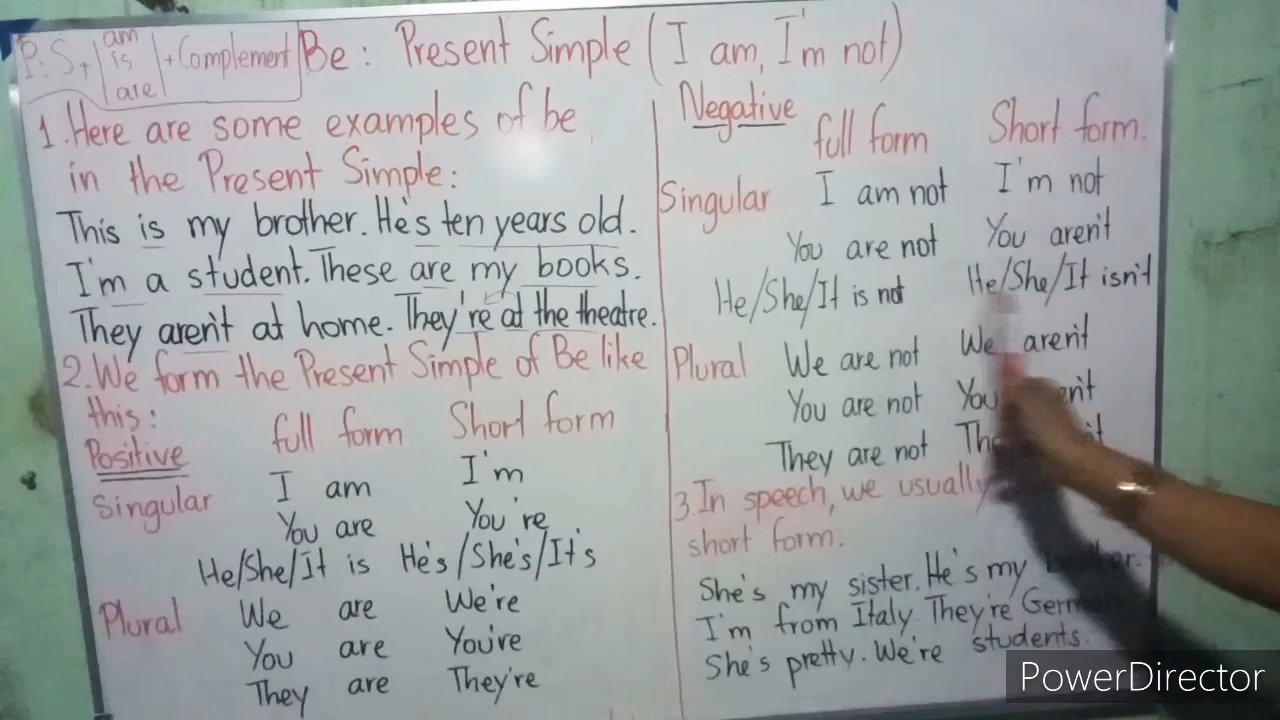 P.S + am is are + Complement
Be: Present Simple (I am, I'm not)
1. Here are some examples of be
in the Present Simple:
This is my brother. He's ten years old.
I'm a student. These are my books.
They aren't at home. They're at the theatre.
2. We form the Present Simple of Be like
this:
Positive full form Short form
Singular I am I'm
You are You're
He/She/It is He's/She's/It's
Plural We are We're
You are You're
They are They're
Negative full form Short form.
Singular I am not I'm not
You are not You aren't
He/She/It is not He/She/It isn't
Plural We are not We aren't
You are not You
They are not
3. In speech, we usually
short form.
She's my sister. He's my
I'm from Italy. They're
She's pretty. We're students.
PowerDirector